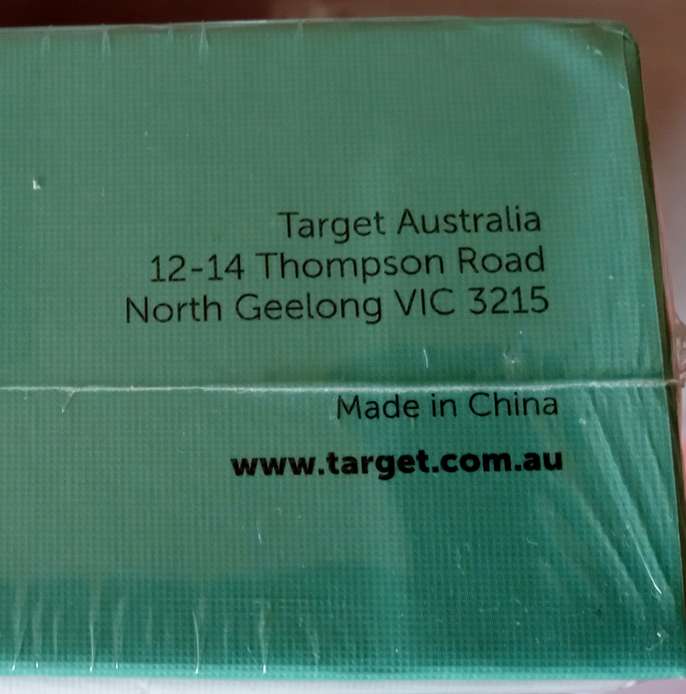 Target Australia
12-14 Thompson Road
North Geelong VIC 3215
Made in China
www.target.com.au